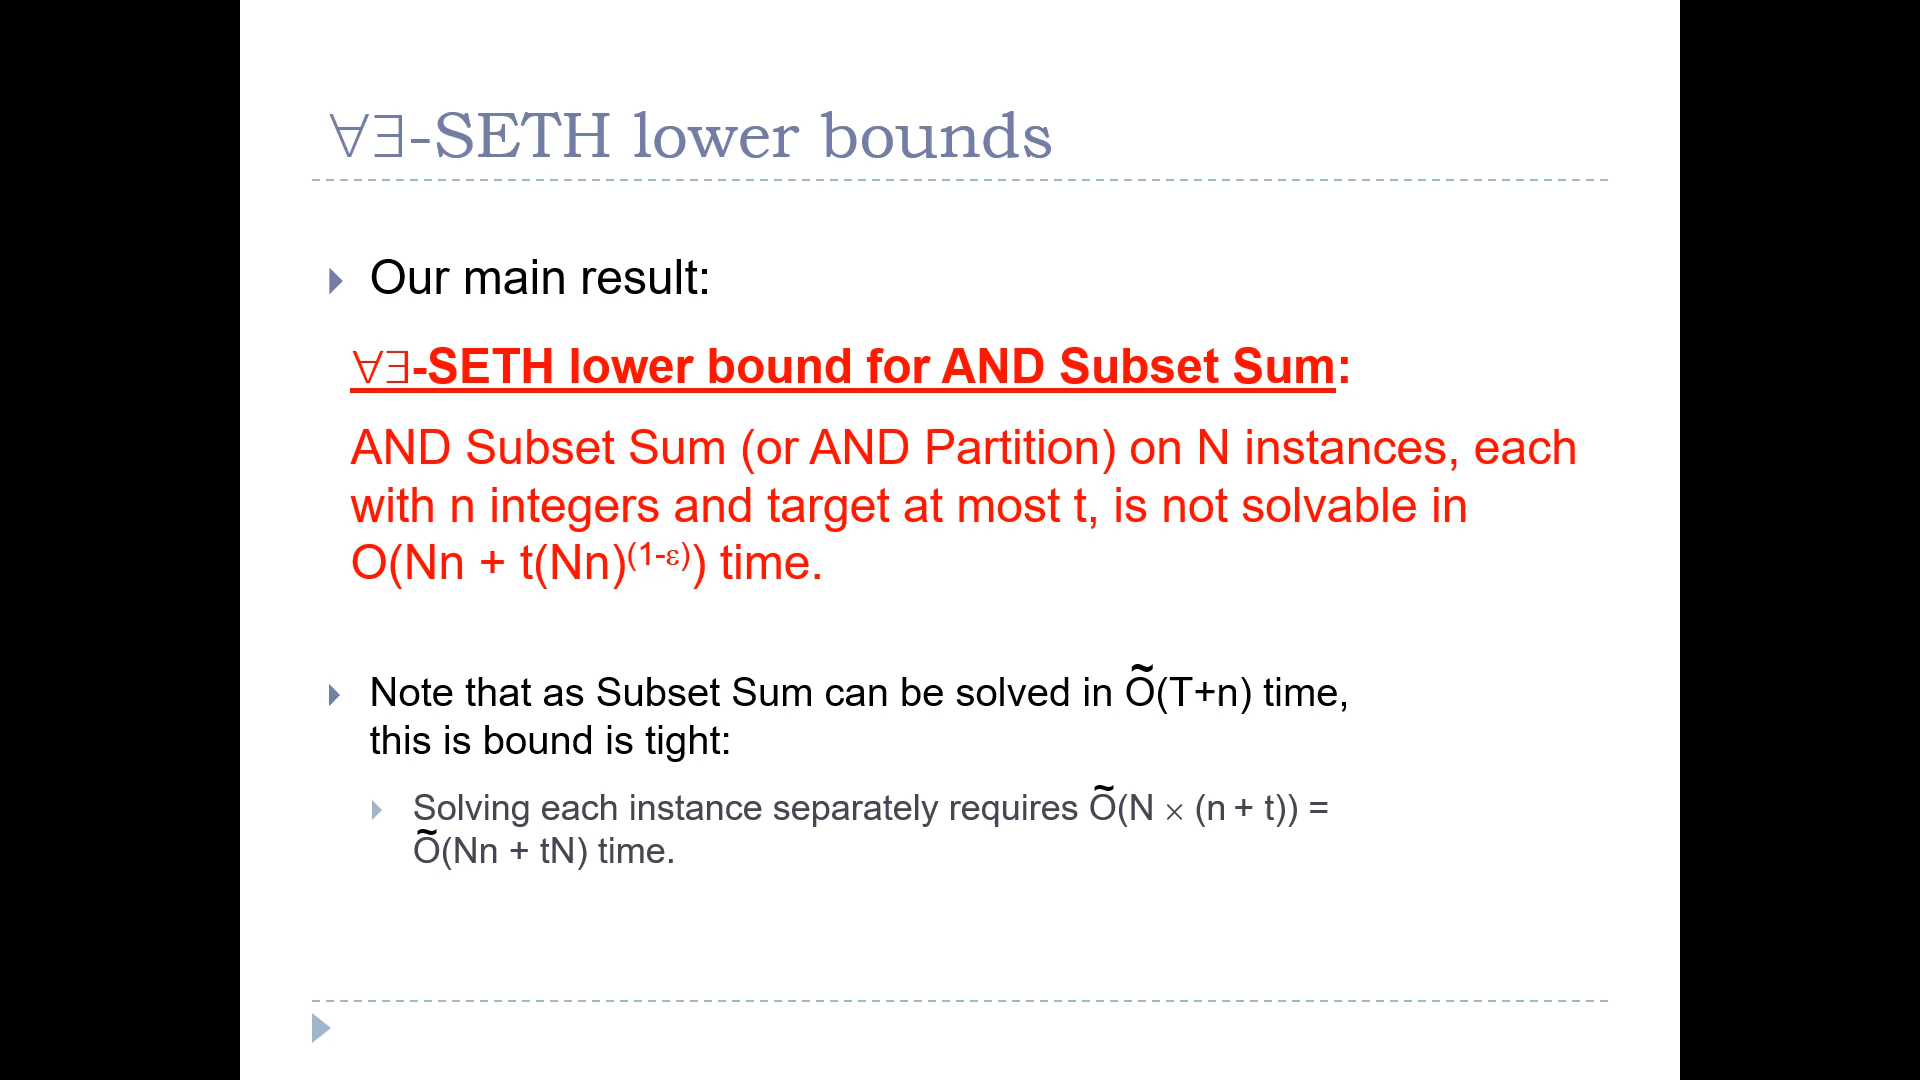 ∀∃-SETH lower bounds
Our main result:
∀∃-SETH lower bound for AND Subset Sum:
AND Subset Sum (or AND Partition) on N instances, each
with n integers and target at most t, is not solvable in
O(Nn + t(Nn)⁽¹⁻ᵋ⁾) time.
Note that as Subset Sum can be solved in Õ(T+n) time,
this is bound is tight:
Solving each instance separately requires Õ(N × (n + t)) =
Õ(Nn + tN) time.